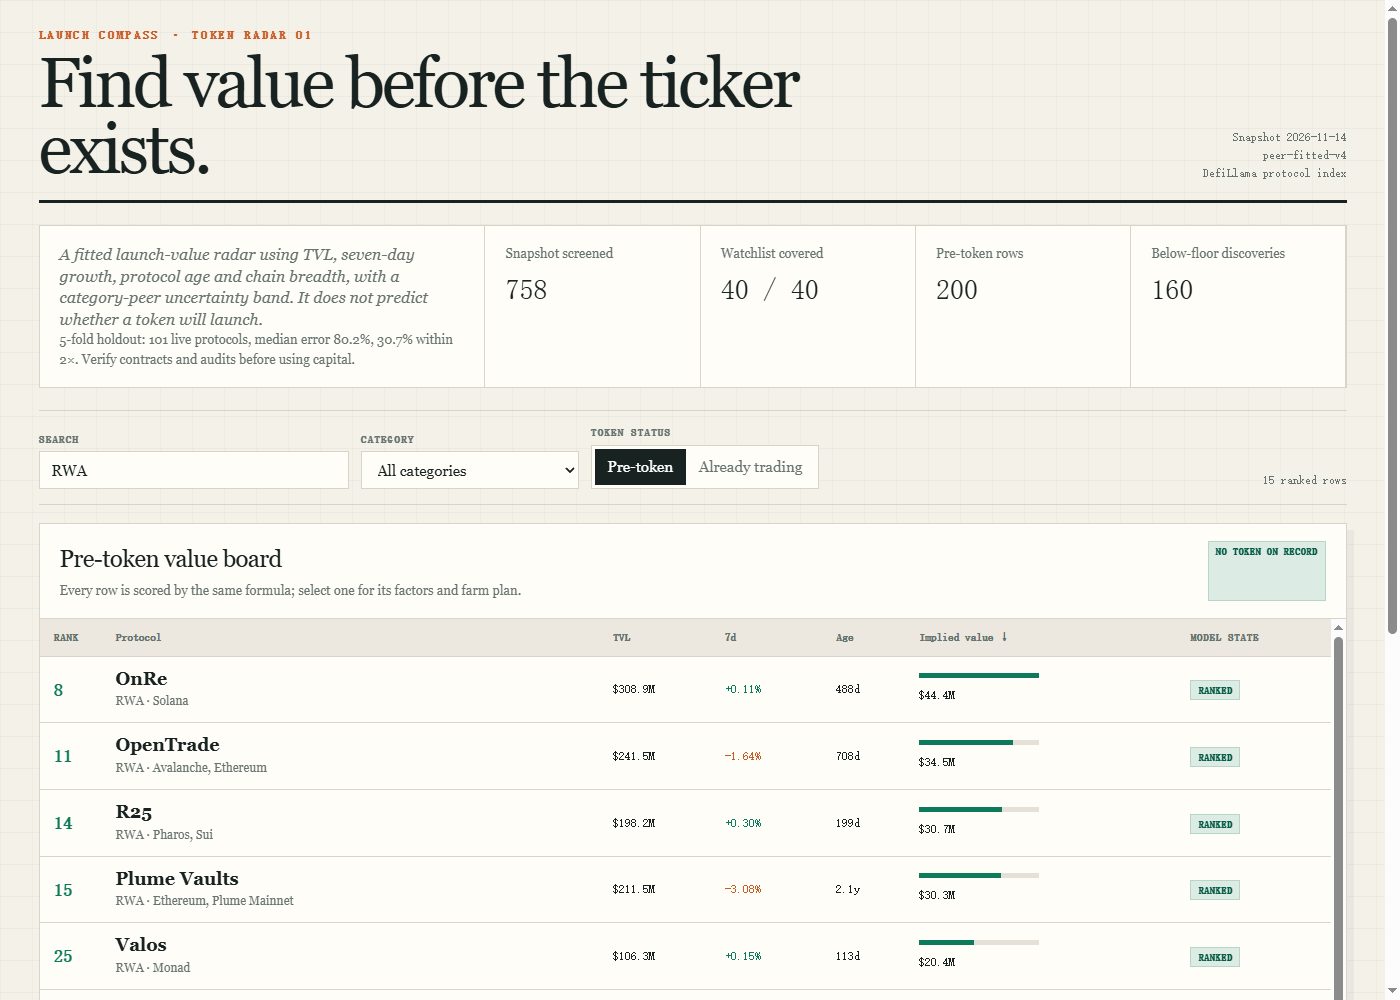 LAUNCH COMPASS · TOKEN RADAR 01
Find value before the ticker
exists.
Snapshot 2026-11-14
peer-fitted-v4
DefiLlama protocol index
A fitted launch-value radar using TVL, seven-day
growth, protocol age and chain breadth, with a
category-peer uncertainty band. It does not predict
whether a token will launch.
5-fold holdout: 101 live protocols, median error 80.2%, 30.7% within
2×. Verify contracts and audits before using capital.
Snapshot screened
758
Watchlist covered
40 / 40
Pre-token rows
200
Below-floor discoveries
160
SEARCH
RWA
CATEGORY
All categories
TOKEN STATUS
Pre-token Already trading
15 ranked rows
Pre-token value board
Every row is scored by the same formula; select one for its factors and farm plan.
NO TOKEN ON RECORD
RANK Protocol TVL 7d Age Implied value ↓ MODEL STATE
8 OnRe $308.9M +0.11% 488d $44.4M RANKED
RWA · Solana
11 OpenTrade $241.5M -1.64% 708d $34.5M RANKED
RWA · Avalanche, Ethereum
14 R25 $198.2M +0.30% 199d $30.7M RANKED
RWA · Pharos, Sui
15 Plume Vaults $211.5M -3.08% 2.1y $30.3M RANKED
RWA · Ethereum, Plume Mainnet
25 Valos $106.3M +0.15% 113d $20.4M RANKED
RWA · Monad